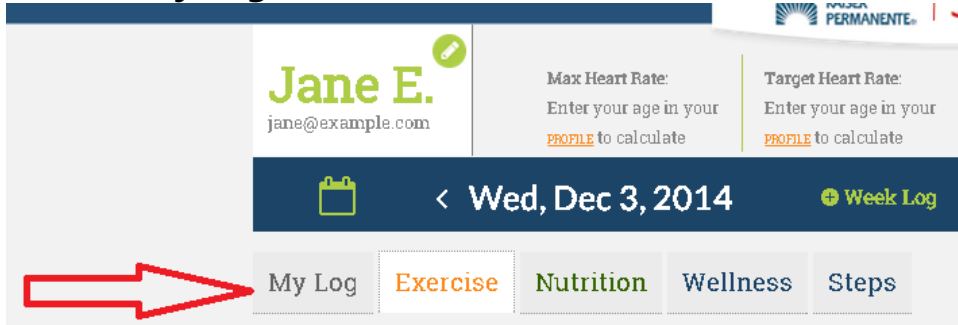 PERMANENTE®
Jane E.
jane@example.com
Max Heart Rate:
Enter your age in your
PROFILE to calculate
Target Heart Rate:
Enter your age in your
PROFILE to calculate
< Wed, Dec 3, 2014
Week Log
My Log
Exercise
Nutrition
Wellness
Steps